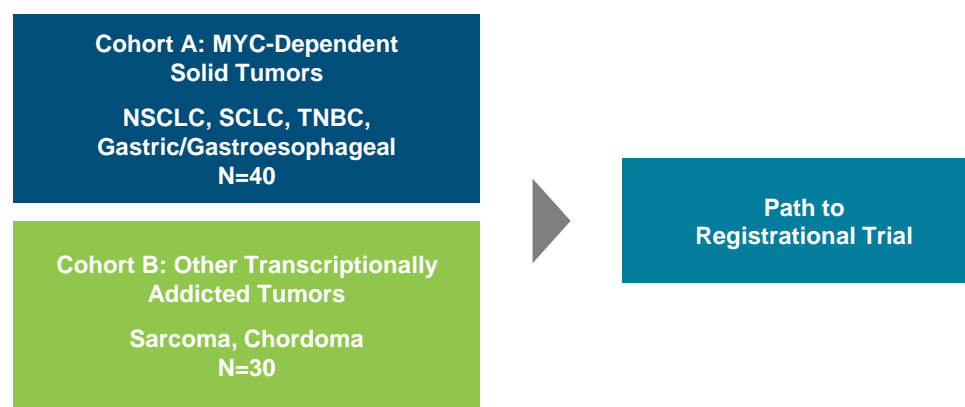 Cohort A: MYC-Dependent
Solid Tumors
NSCLC, SCLC, TNBC,
Gastric/Gastroesophageal
N=40
Cohort B: Other Transcriptionally
Addicted Tumors
Sarcoma, Chordoma
N=30
Path to
Registrational Trial